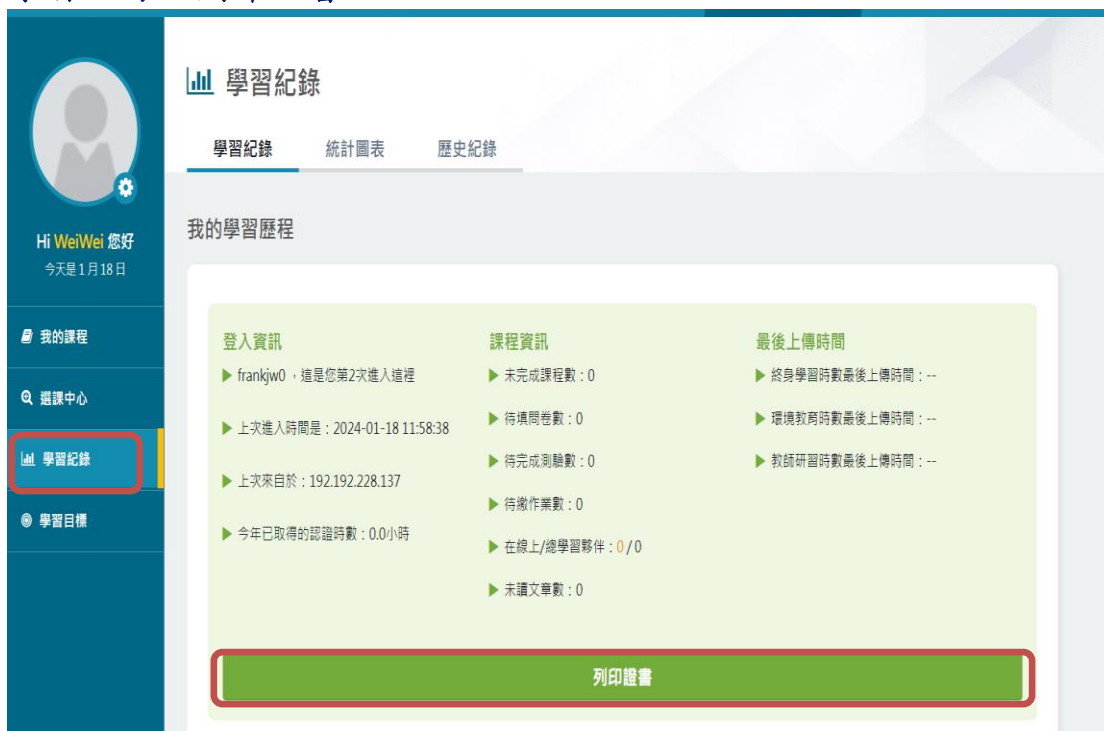 學習紀錄
學習紀錄 統計圖表 歷史紀錄
Hi WeiWei 您好
今天是1月18日
我的課程
選課中心
學習紀錄
學習目標
我的學習歷程
登入資訊
frankjw0 ,這是您第2次進入這裡
上次進入時間是:2024-01-18 11:58:38
上次來自於:192.192.228.137
今年已取得的認證時數:0.0小時
課程資訊
未完成課程數:0
待填問卷數:0
待完成測驗數:0
待繳作業數:0
在線上/總學習夥伴:0 / 0
未讀文章數:0
最後上傳時間
終身學習時數最後上傳時間:--
環境教育時數最後上傳時間:--
教師研習時數最後上傳時間:--
列印證書